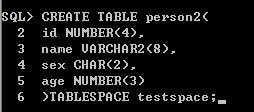 SQL> CREATE TABLE person2(
2 id NUMBER(4),
3 name VARCHAR2(8),
4 sex CHAR(2),
5 age NUMBER(3)
6 )TABLESPACE testspace;